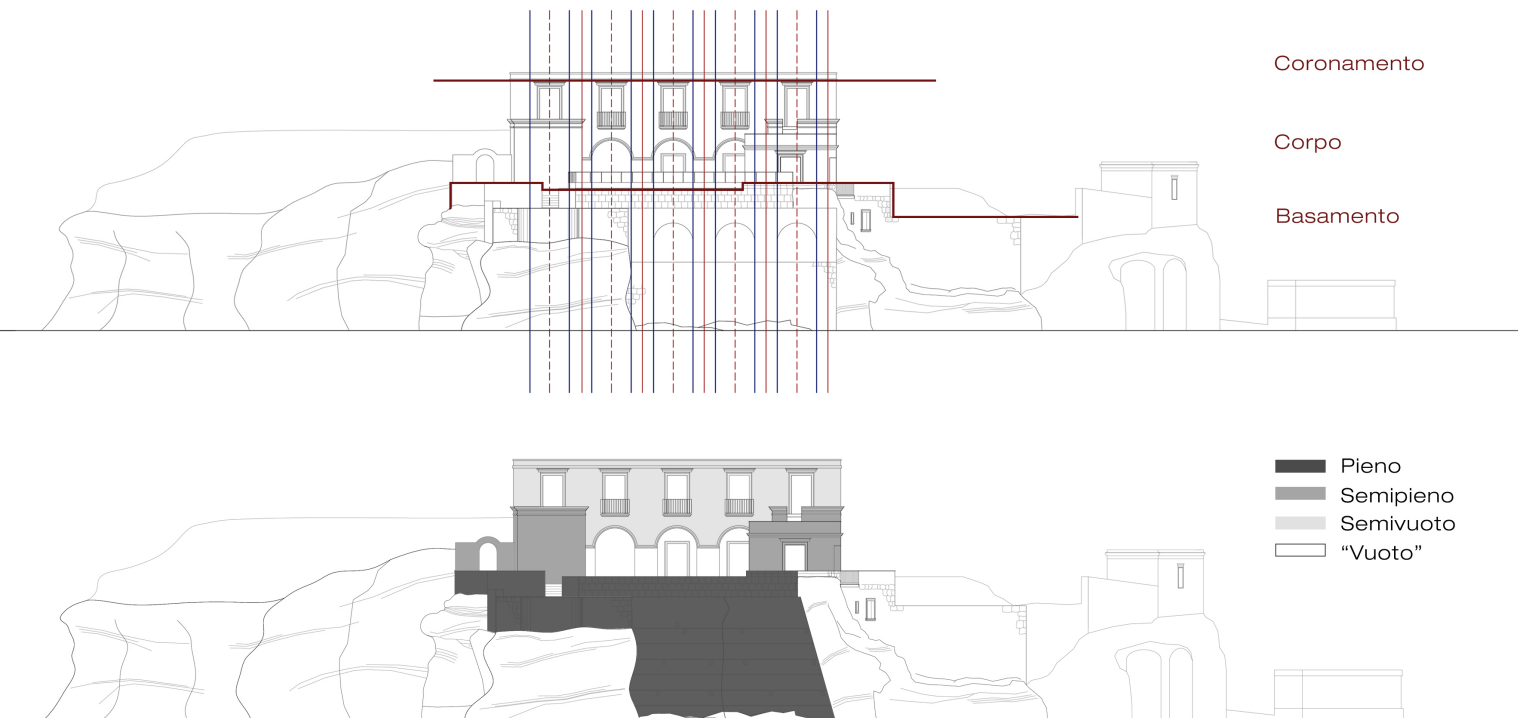 Coronamento
Corpo
Basamento
Pieno
Semipieno
Semivuoto
“Vuoto”